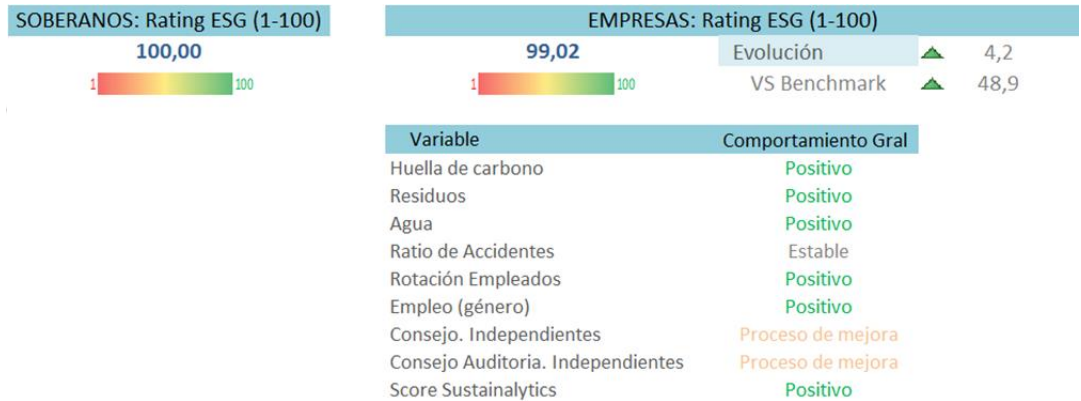 SOBERANOS: Rating ESG (1-100)
100,00
1 100
EMPRESAS: Rating ESG (1-100)
99,02 Evolución 4,2
1 100 VS Benchmark 48,9
Variable Comportamiento Gral
Huella de carbono Positivo
Residuos Positivo
Agua Positivo
Ratio de Accidentes Estable
Rotación Empleados Positivo
Empleo (género) Positivo
Consejo. Independientes Proceso de mejora
Consejo Auditoria. Independientes Proceso de mejora
Score Sustainalytics Positivo